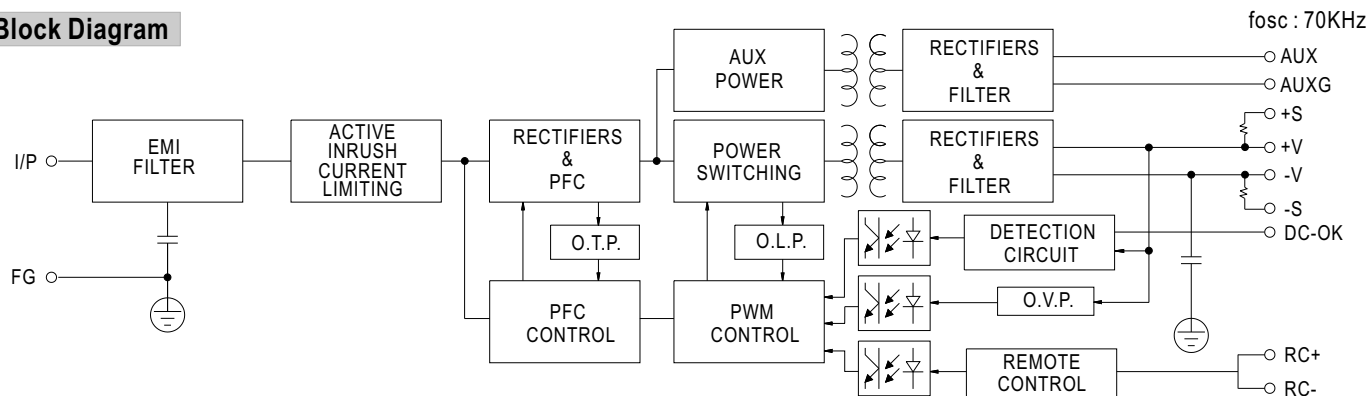 Block Diagram
fosc : 70KHz
AUX
POWER
RECTIFIERS
&
FILTER
AUX
AUXG
I/P
EMI
FILTER
ACTIVE
INRUSH
CURRENT
LIMITING
RECTIFIERS
&
PFC
POWER
SWITCHING
RECTIFIERS
&
FILTER
+S
+V
-V
-S
O.T.P.
O.L.P.
DETECTION
CIRCUIT
DC-OK
FG
PFC
CONTROL
PWM
CONTROL
O.V.P.
REMOTE
CONTROL
RC+
RC-